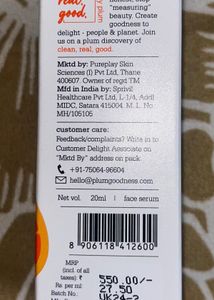 real.
good.
by plum
"measuring"
beauty. Create
goodness to
delight - people & planet. Join
us on a plum discovery of
clean, real, good.
Mktd by: Pureplay Skin
Sciences (I) Pvt Ltd, Thane
400607. Owner of regd TM
Mfd in India by: Sprivil
Healthcare Pvt Ltd, L-1/4, Addl
MIDC, Satara 415004. M. L. No
MH/105105
customer care:
Feedback/complaints? Write in to
Customer Delight Associate on
"Mktd By" address on pack.
+91-75064-96604
hello@plumgoodness.com
Net vol. 20ml face serum
8 906118 412600
MRP
(incl. of all
taxes) ₹ 550.00/-
Rs. per ml 27.50
Batch No.